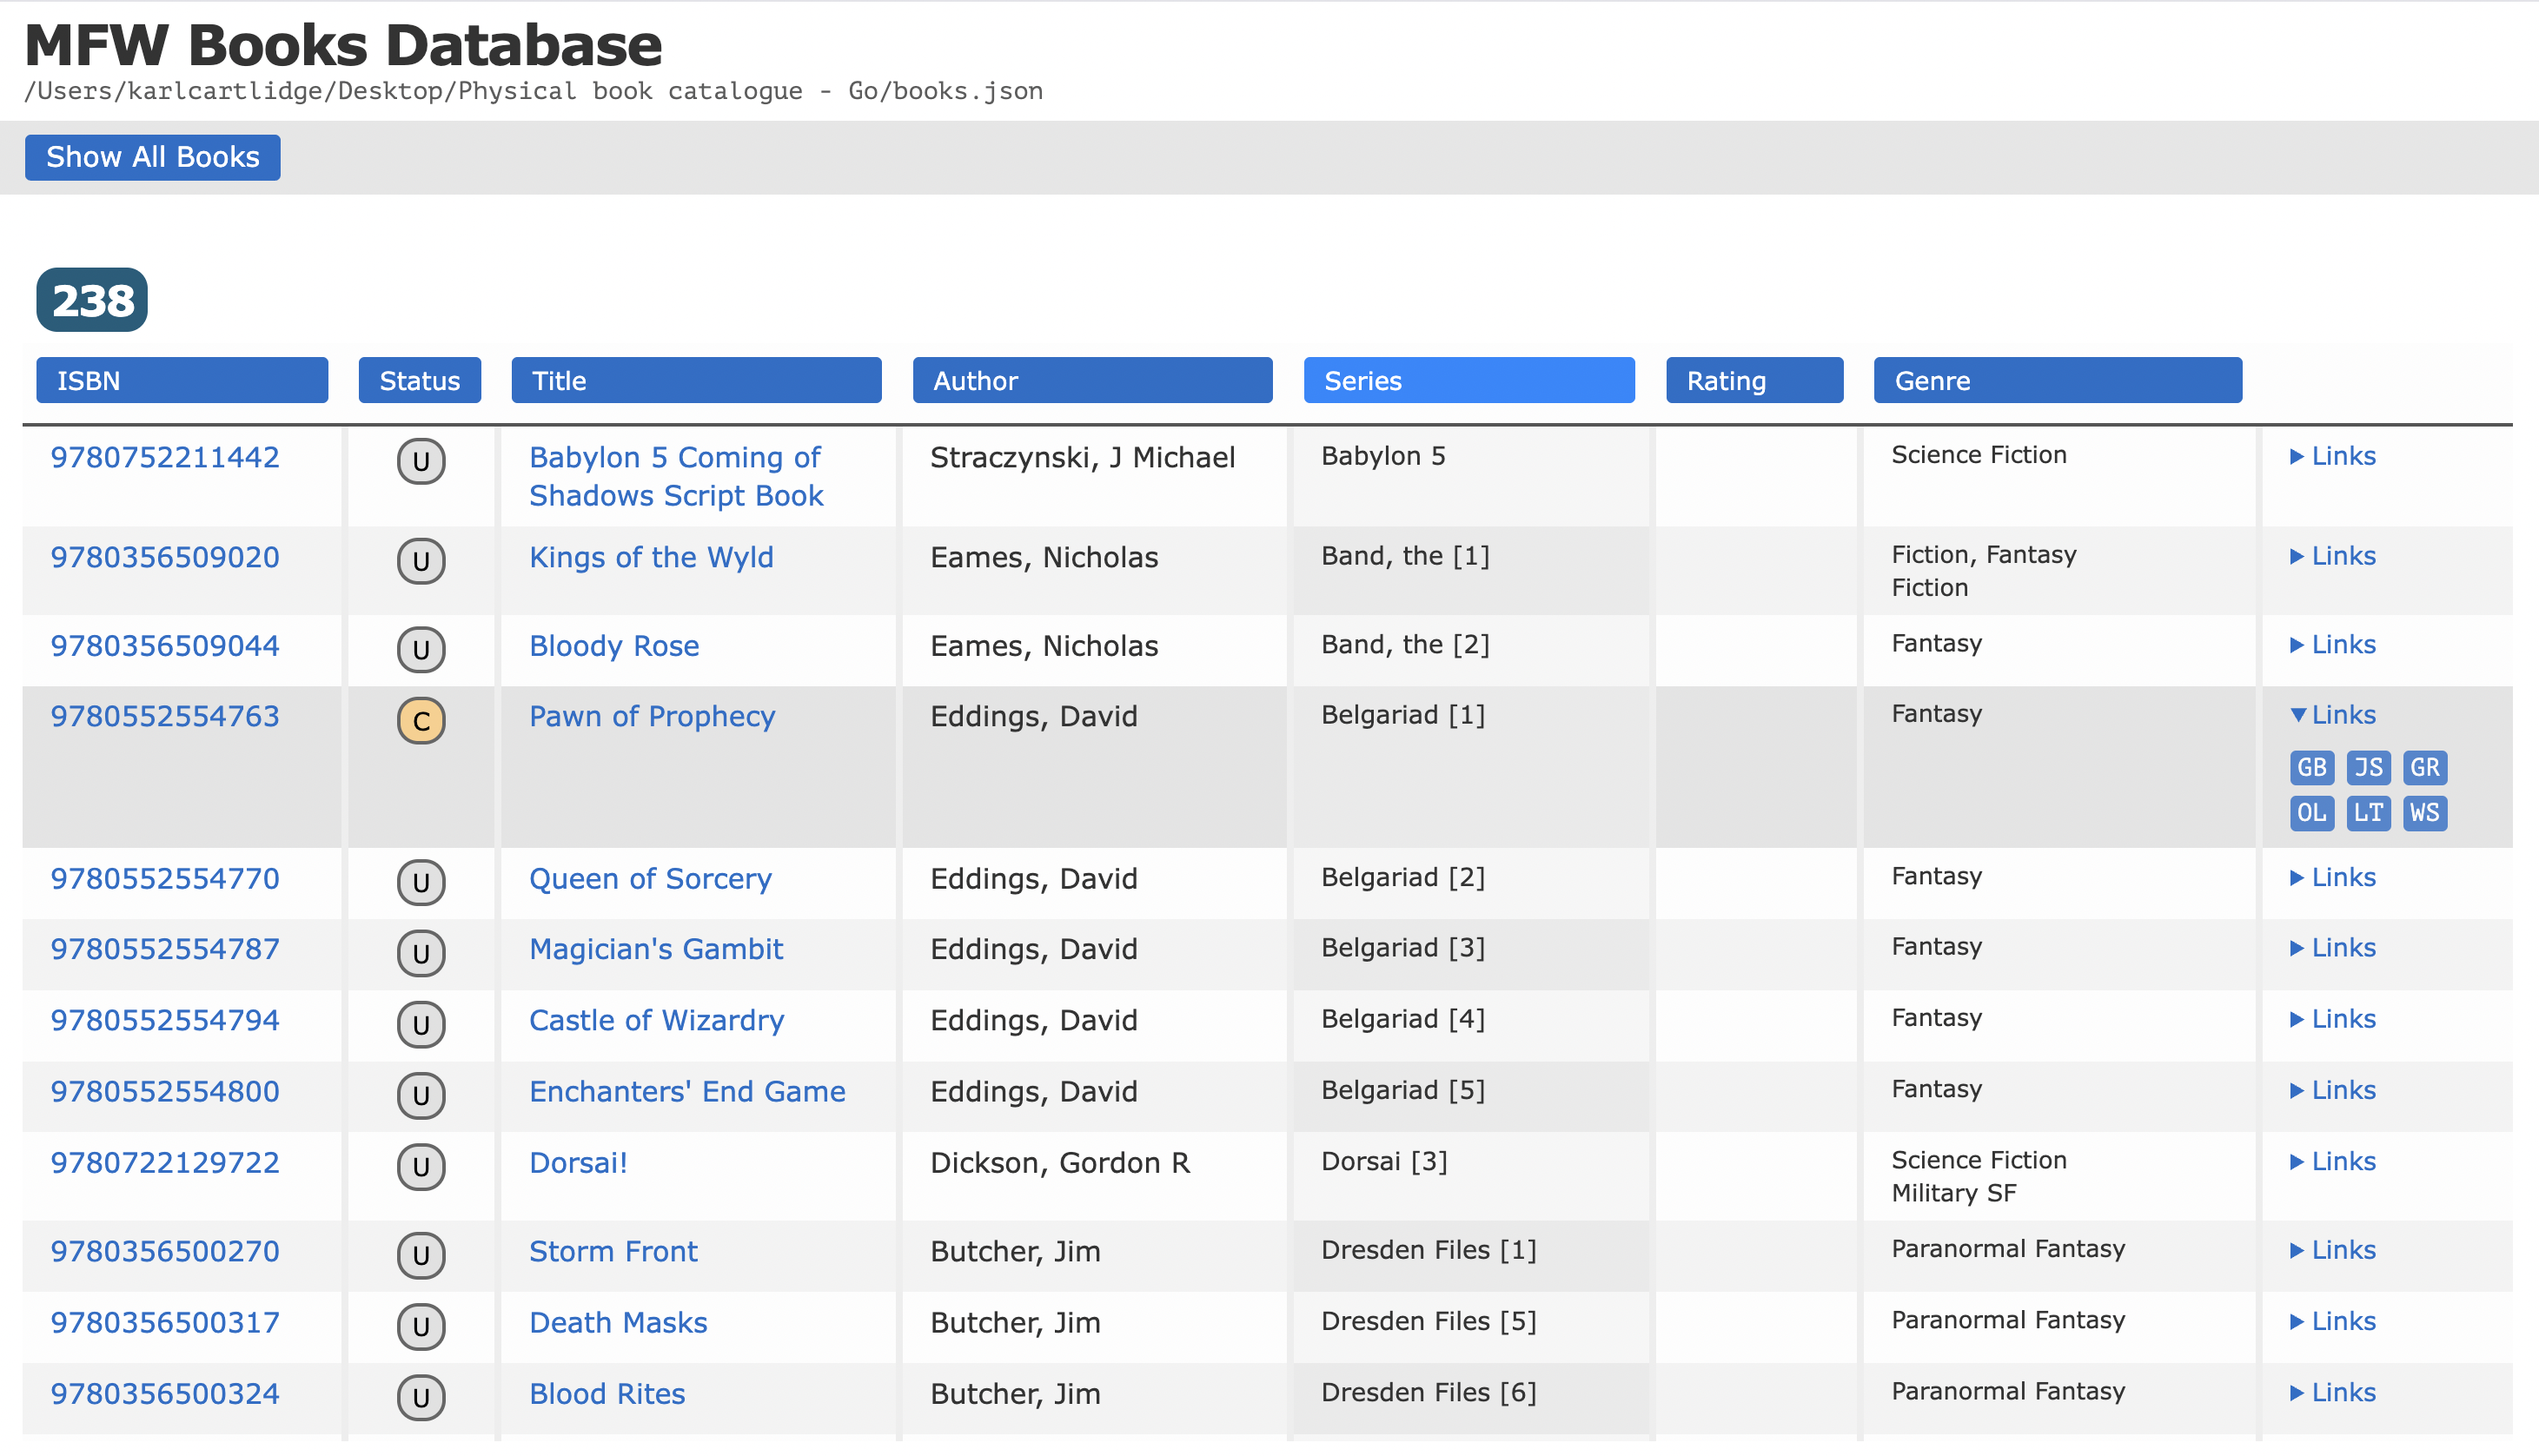 MFW Books Database
/Users/karlcartlidge/Desktop/Physical book catalogue - Go/books.json
Show All Books
238
ISBN Status Title Author Series Rating Genre
9780752211442 U Babylon 5 Coming of Straczynski, J Michael Babylon 5 Science Fiction Links
Shadows Script Book
9780356509020 U Kings of the Wyld Eames, Nicholas Band, the [1] Fiction, Fantasy Links
Fiction
9780356509044 U Bloody Rose Eames, Nicholas Band, the [2] Fantasy Links
9780552554763 C Pawn of Prophecy Eddings, David Belgariad [1] Fantasy Links
GB JS GR
OL LT WS
9780552554770 U Queen of Sorcery Eddings, David Belgariad [2] Fantasy Links
9780552554787 U Magician's Gambit Eddings, David Belgariad [3] Fantasy Links
9780552554794 U Castle of Wizardry Eddings, David Belgariad [4] Fantasy Links
9780552554800 U Enchanters' End Game Eddings, David Belgariad [5] Fantasy Links
9780722129722 U Dorsai! Dickson, Gordon R Dorsai [3] Science Fiction Links
Military SF
9780356500270 U Storm Front Butcher, Jim Dresden Files [1] Paranormal Fantasy Links
9780356500317 U Death Masks Butcher, Jim Dresden Files [5] Paranormal Fantasy Links
9780356500324 U Blood Rites Butcher, Jim Dresden Files [6] Paranormal Fantasy Links